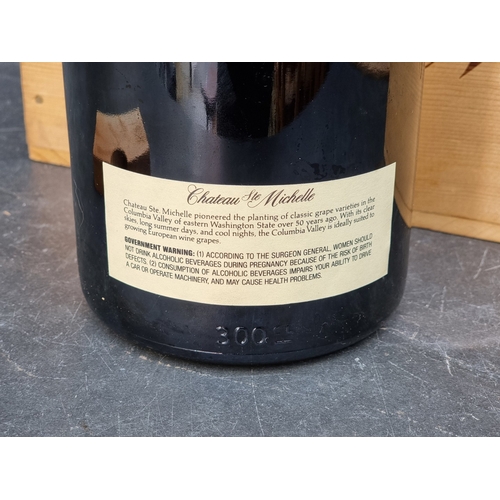 Chateau Ste Michelle
Chateau Ste. Michelle pioneered the planting of classic grape varieties in the
Columbia Valley of eastern Washington State over 50 years ago. With its clear
skies, long summer days, and cool nights, the Columbia Valley is ideally suited to
growing European wine grapes.
GOVERNMENT WARNING: (1) ACCORDING TO THE SURGEON GENERAL, WOMEN SHOULD
NOT DRINK ALCOHOLIC BEVERAGES DURING PREGNANCY BECAUSE OF THE RISK OF BIRTH
DEFECTS. (2) CONSUMPTION OF ALCOHOLIC BEVERAGES IMPAIRS YOUR ABILITY TO DRIVE
A CAR OR OPERATE MACHINERY, AND MAY CAUSE HEALTH PROBLEMS.
300